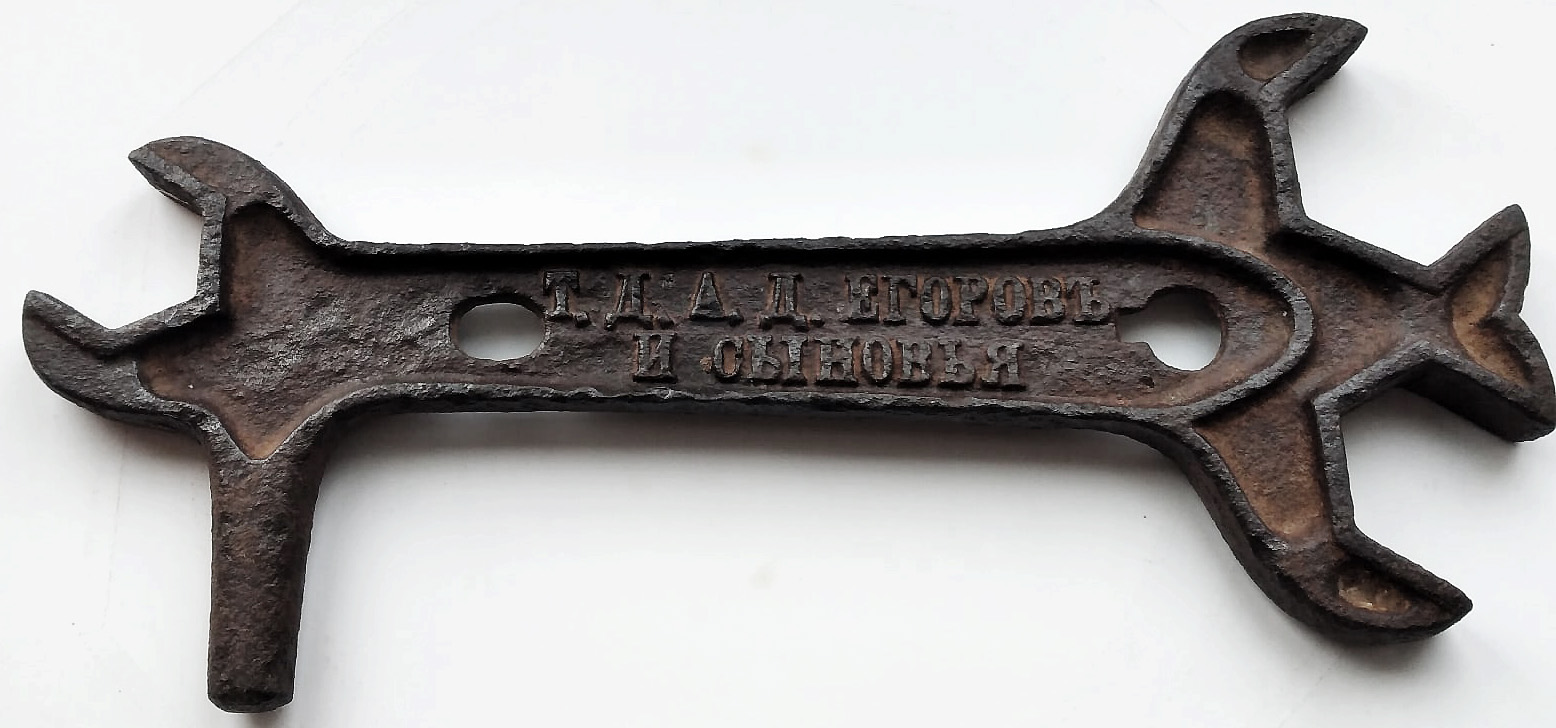 Т. Д. А. Д. ЕГОРОВЪ
И СЫНОВЬЯ